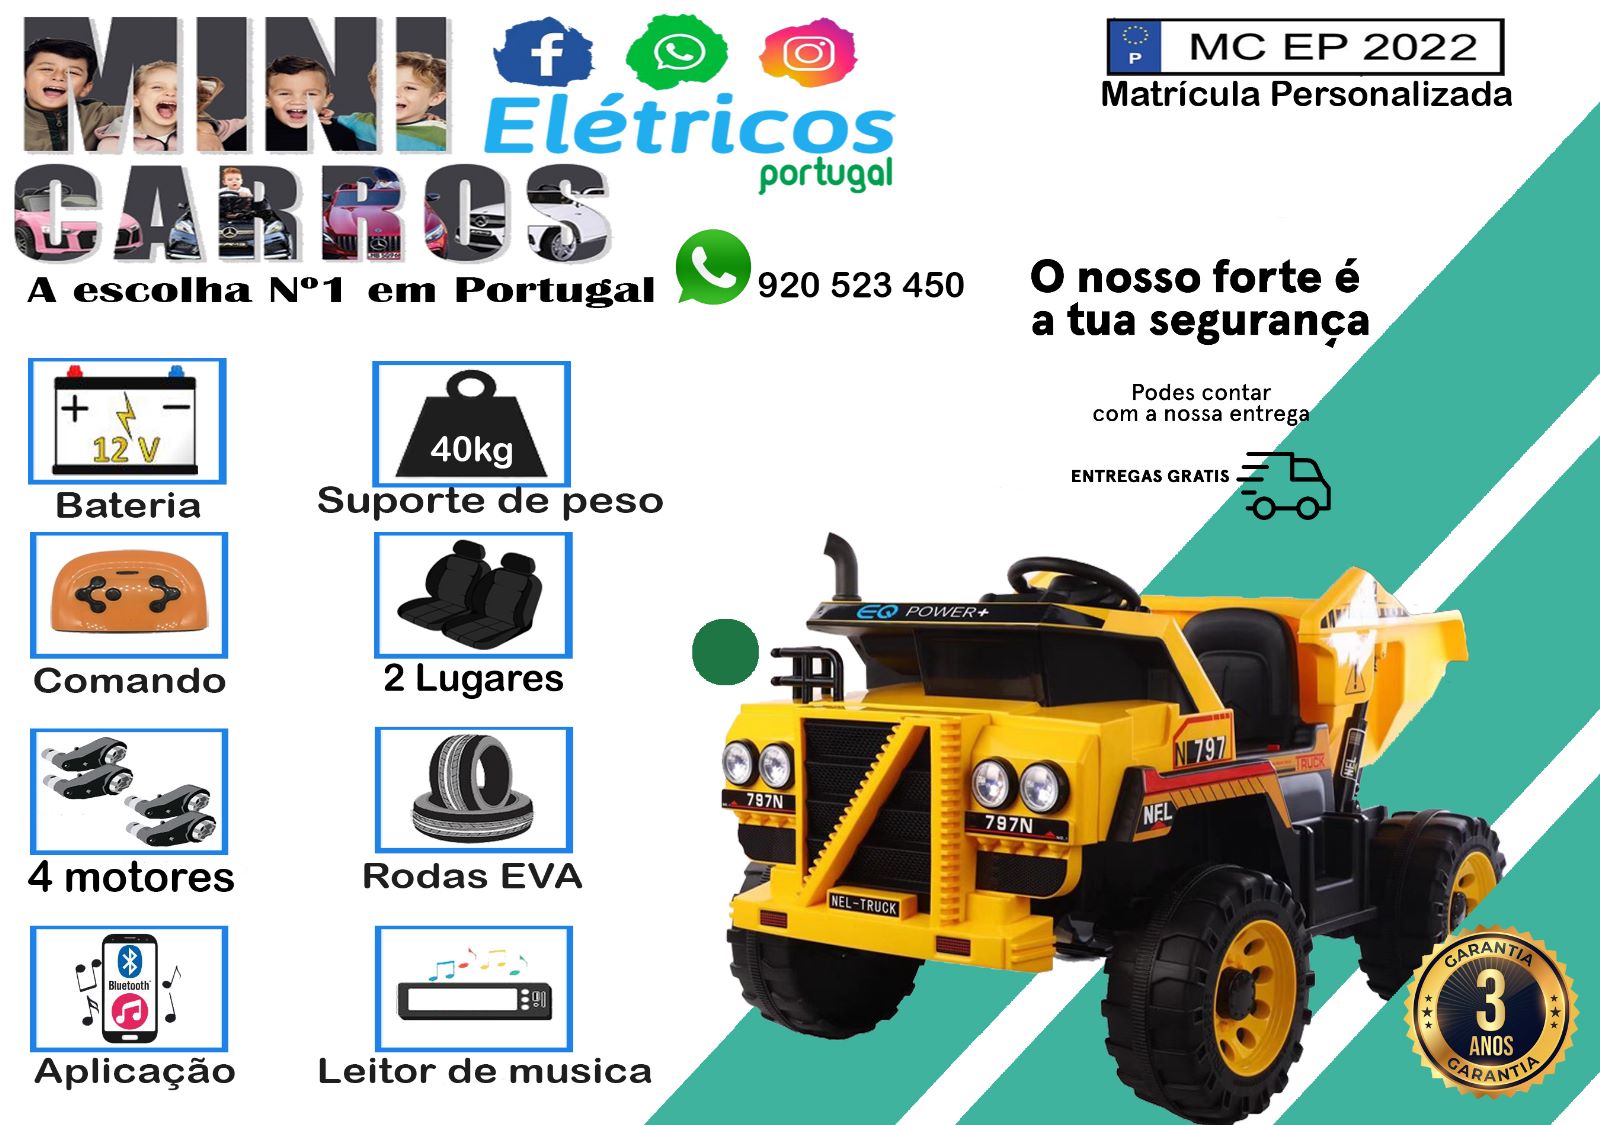 MINI
CARROS
Elétricos
portugal
A escolha Nº1 em Portugal
920 523 450
P
MC EP 2022
Matrícula Personalizada
O nosso forte é
a tua segurança
Podes contar
com a nossa entrega
ENTREGAS GRATIS
+ −
12 V
Bateria
40kg
Suporte de peso
Comando
2 Lugares
4 motores
Rodas EVA
Bluetooth
Aplicação
Leitor de musica
EQ POWER+
N 797
TRUCK
NEL
NEL
797N
797N
NEL-TRUCK
GARANTIA
3
ANOS
GARANTIA